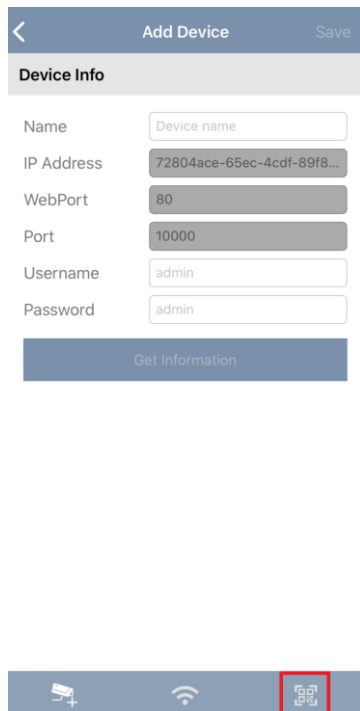 Add Device Save
Device Info
Name Device name
IP Address 72804ace-65ec-4cdf-89f8...
WebPort 80
Port 10000
Username admin
Password admin
Get Information